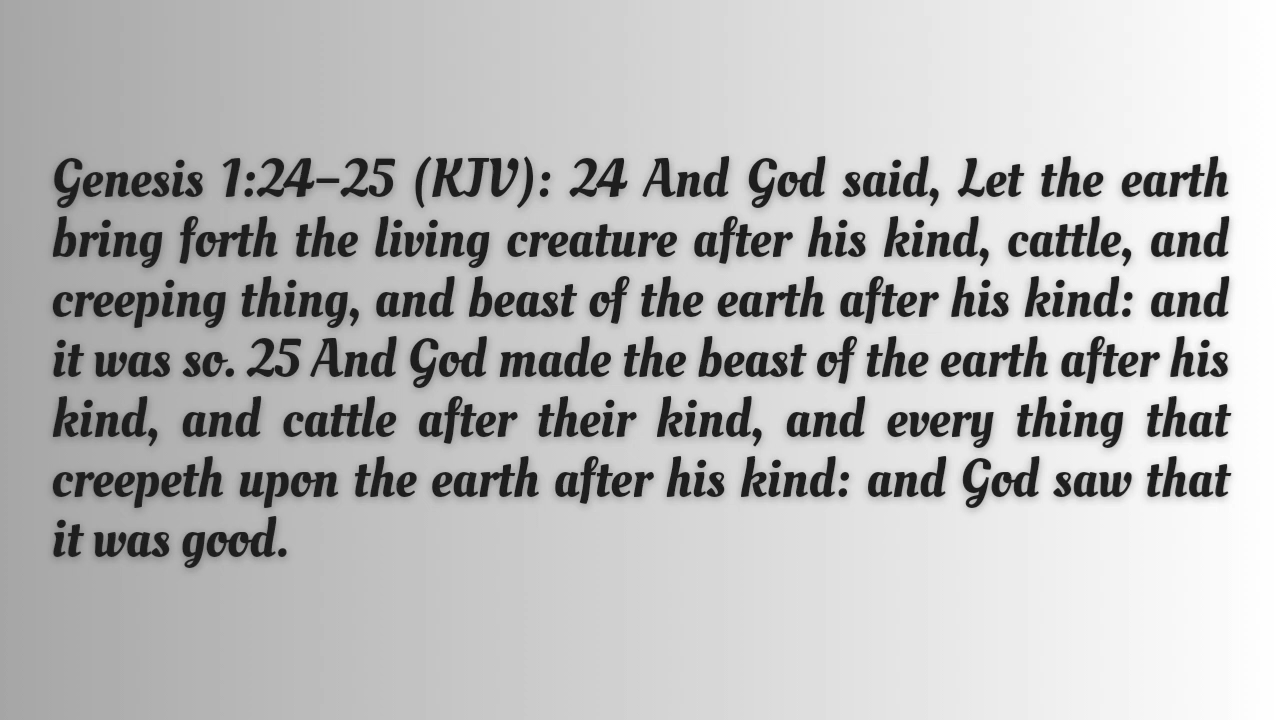 Genesis 1:24–25 (KJV): 24 And God said, Let the earth
bring forth the living creature after his kind, cattle, and
creeping thing, and beast of the earth after his kind: and
it was so. 25 And God made the beast of the earth after his
kind, and cattle after their kind, and every thing that
creepeth upon the earth after his kind: and God saw that
it was good.